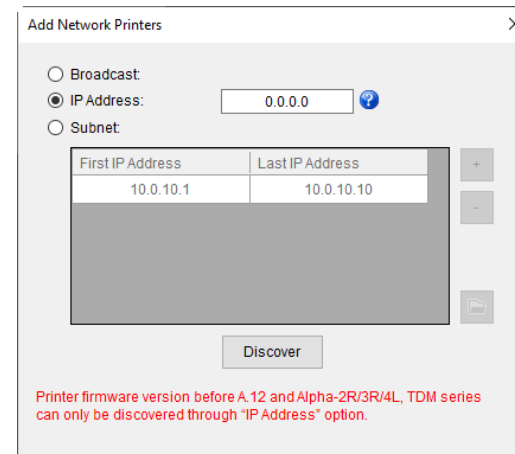 Add Network Printers
Broadcast:
IP Address: 0.0.0.0 ?
Subnet:
First IP Address Last IP Address +
10.0.10.1 10.0.10.10
-
Discover
Printer firmware version before A.12 and Alpha-2R/3R/4L, TDM series
can only be discovered through “IP Address” option.